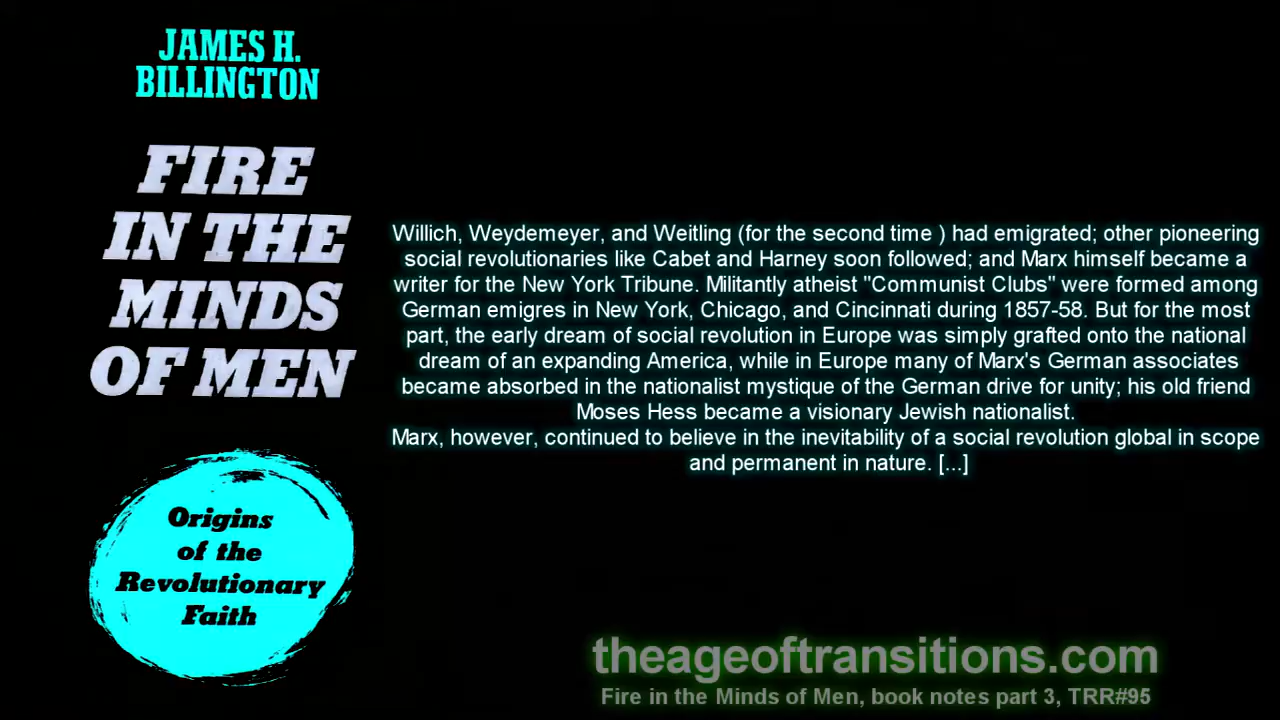 JAMES H.
BILLINGTON
FIRE
IN THE
MINDS
OF MEN
Origins
of the
Revolutionary
Faith
Willich, Weydemeyer, and Weitling (for the second time ) had emigrated; other pioneering
social revolutionaries like Cabet and Harney soon followed; and Marx himself became a
writer for the New York Tribune. Militantly atheist "Communist Clubs" were formed among
German emigres in New York, Chicago, and Cincinnati during 1857-58. But for the most
part, the early dream of social revolution in Europe was simply grafted onto the national
dream of an expanding America, while in Europe many of Marx's German associates
became absorbed in the nationalist mystique of the German drive for unity; his old friend
Moses Hess became a visionary Jewish nationalist.
Marx, however, continued to believe in the inevitability of a social revolution global in scope
and permanent in nature. [...]
theageoftransitions.com
Fire in the Minds of Men, book notes part 3, TRR#95